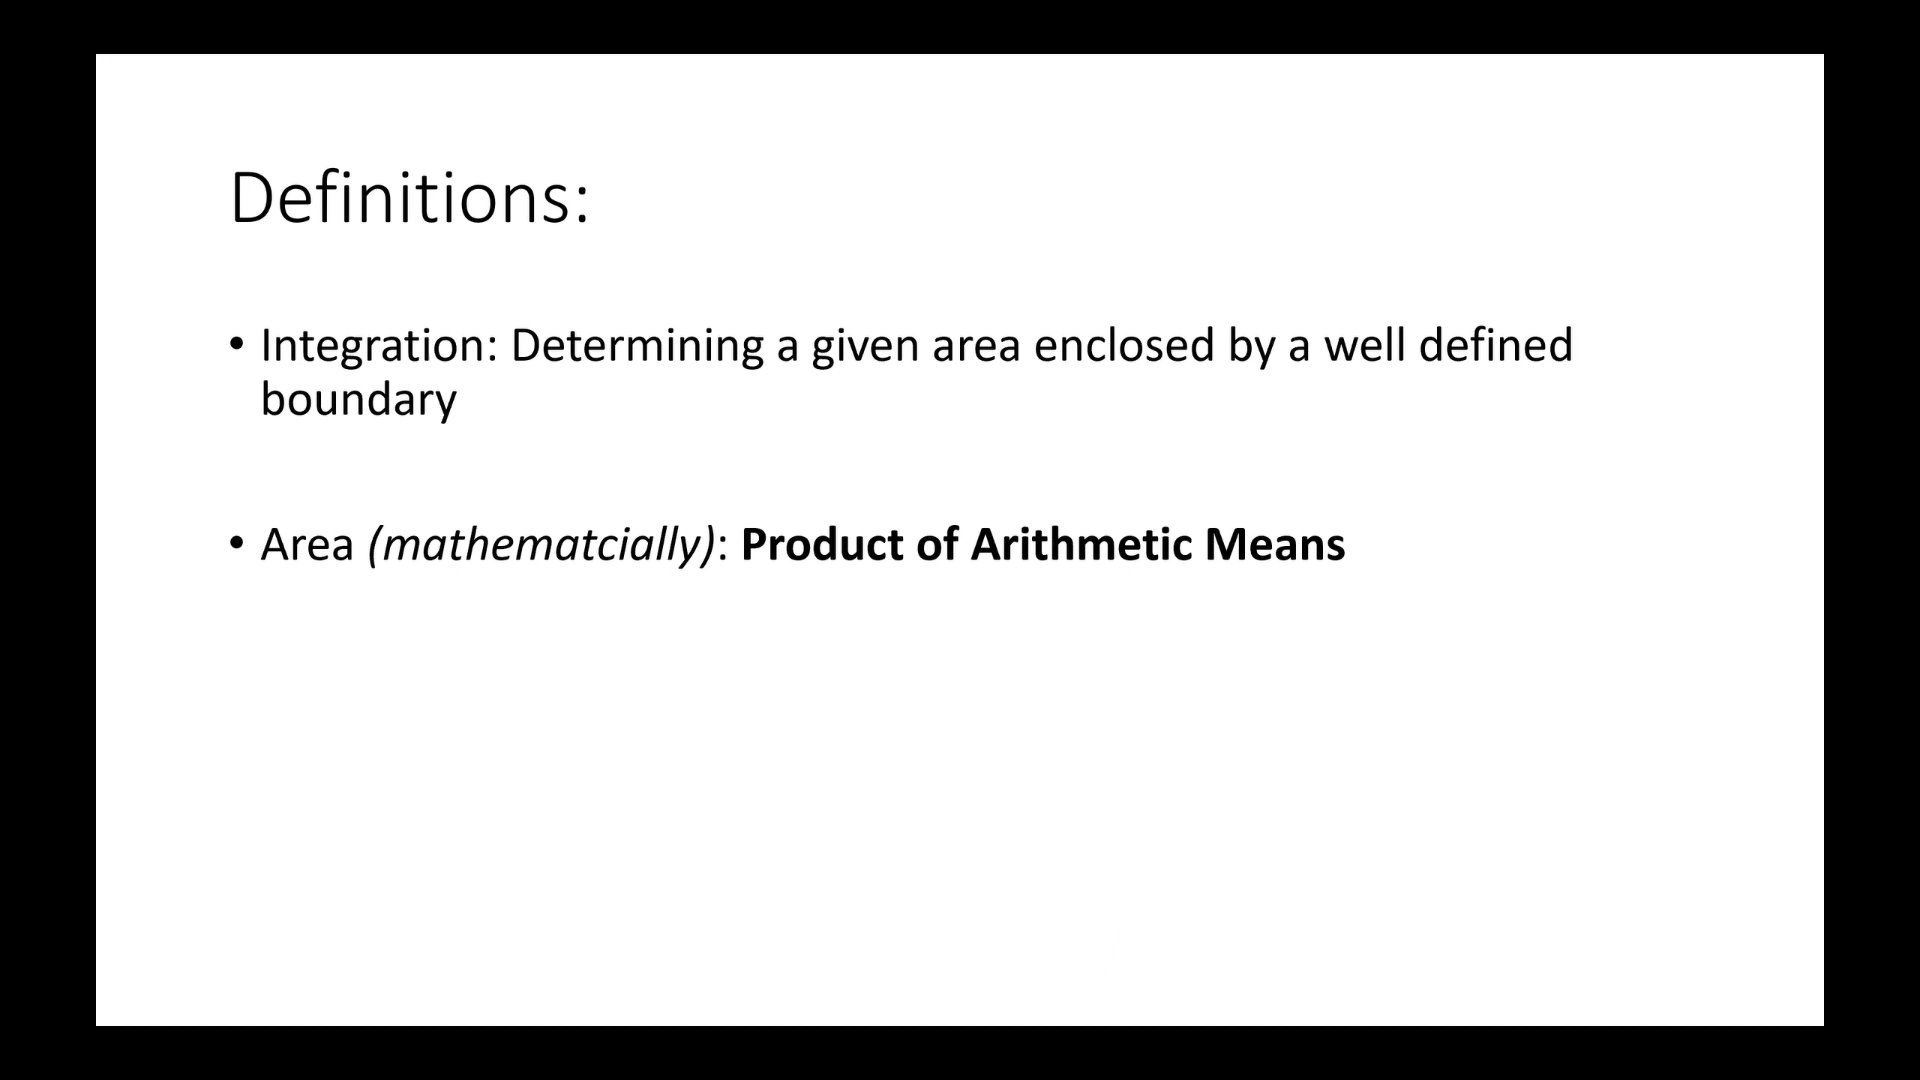 Definitions:
• Integration: Determining a given area enclosed by a well defined
boundary
• Area (mathematcially): Product of Arithmetic Means